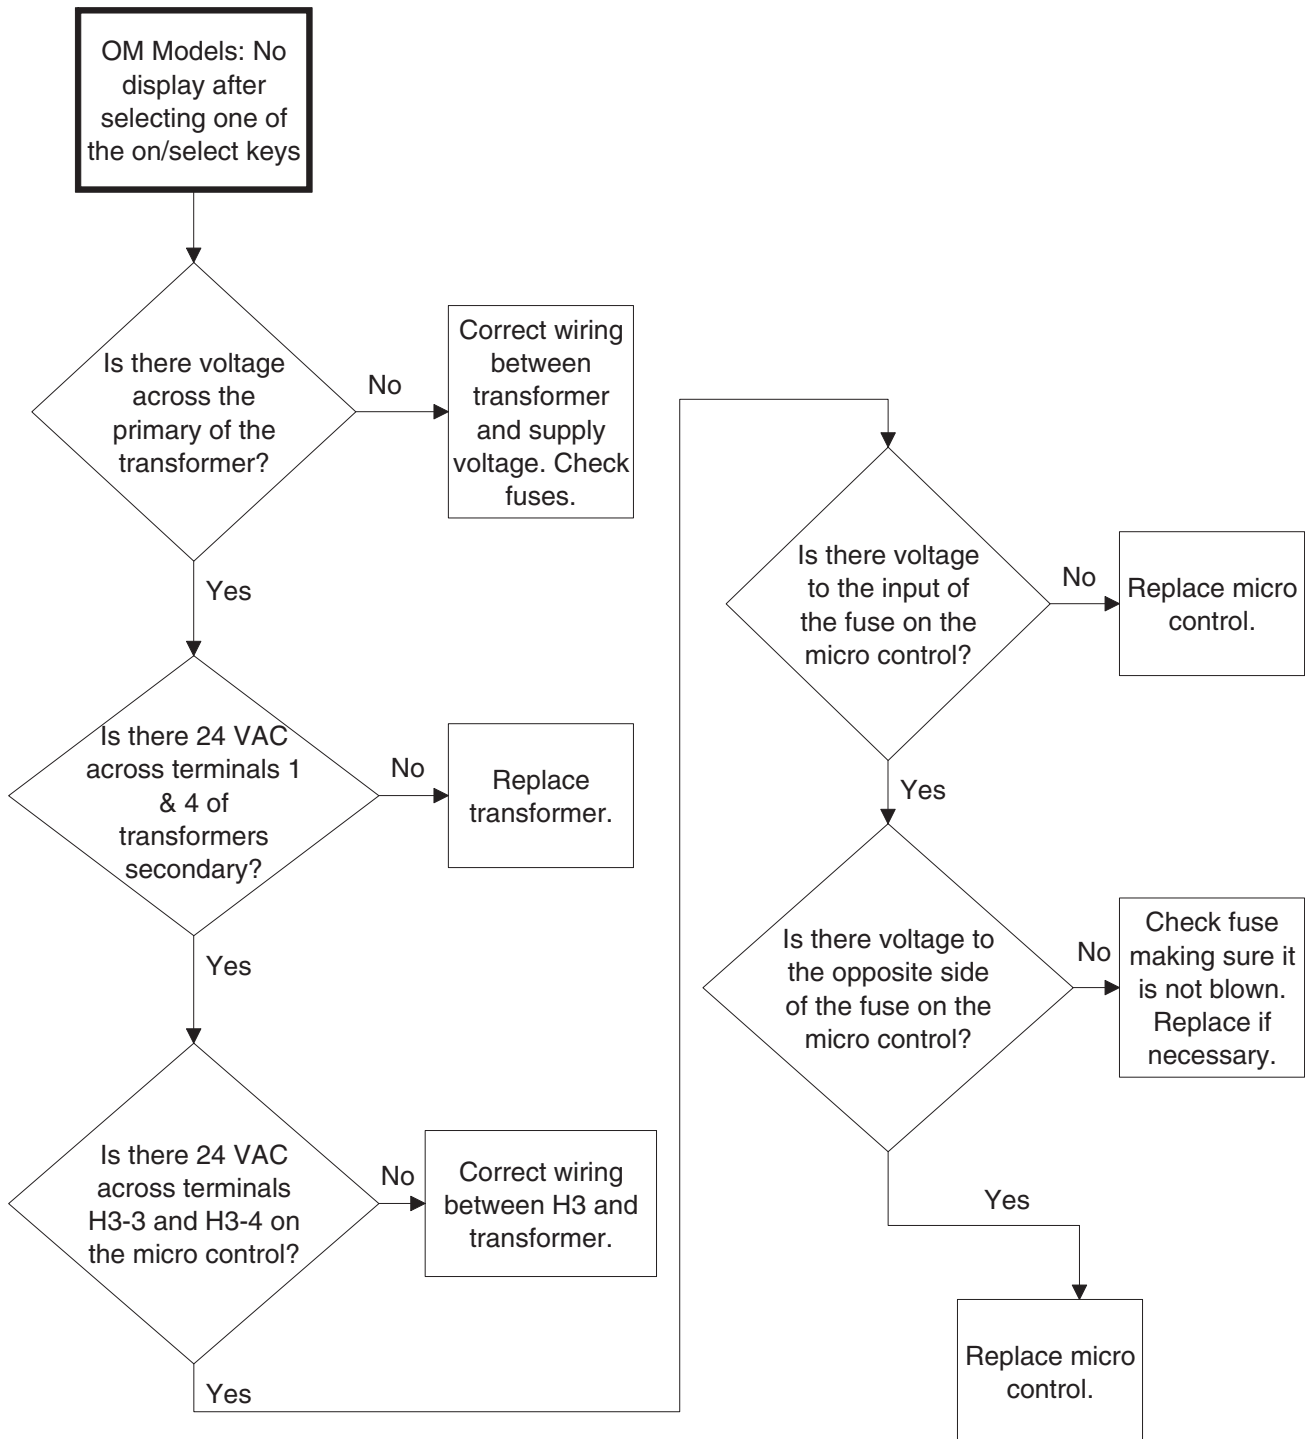 OM Models: No
display after
selecting one of
the on/select keys
Is there voltage
across the
primary of the
transformer?
No
Correct wiring
between
transformer
and supply
voltage. Check
fuses.
Yes
Is there 24 VAC
across terminals 1
& 4 of
transformers
secondary?
No
Replace
transformer.
Yes
Is there 24 VAC
across terminals
H3-3 and H3-4 on
the micro control?
No
Correct wiring
between H3 and
transformer.
Yes
Is there voltage
to the input of
the fuse on the
micro control?
No
Replace micro
control.
Yes
Is there voltage to
the opposite side
of the fuse on the
micro control?
No
Check fuse
making sure it
is not blown.
Replace if
necessary.
Yes
Replace micro
control.